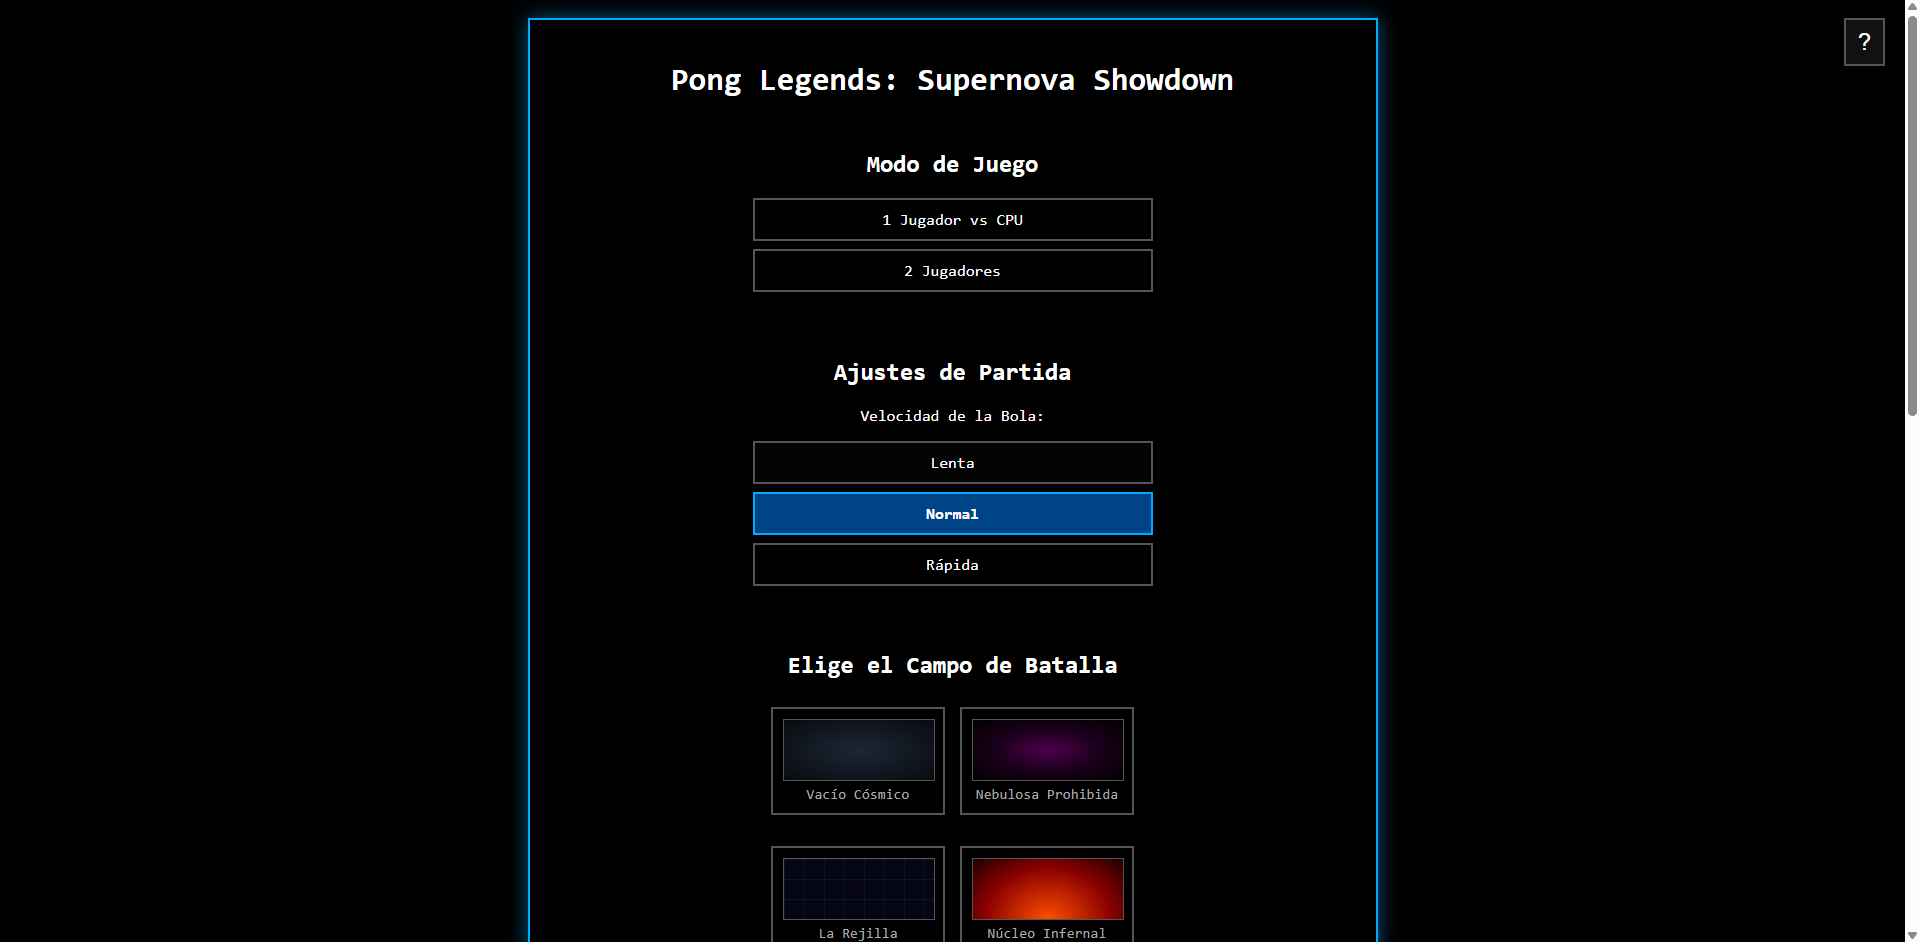 ?
Pong Legends: Supernova Showdown
Modo de Juego
1 Jugador vs CPU
2 Jugadores
Ajustes de Partida
Velocidad de la Bola:
Lenta
Normal
Rápida
Elige el Campo de Batalla
Vacío Cósmico
Nebulosa Prohibida
La Rejilla
Núcleo Infernal